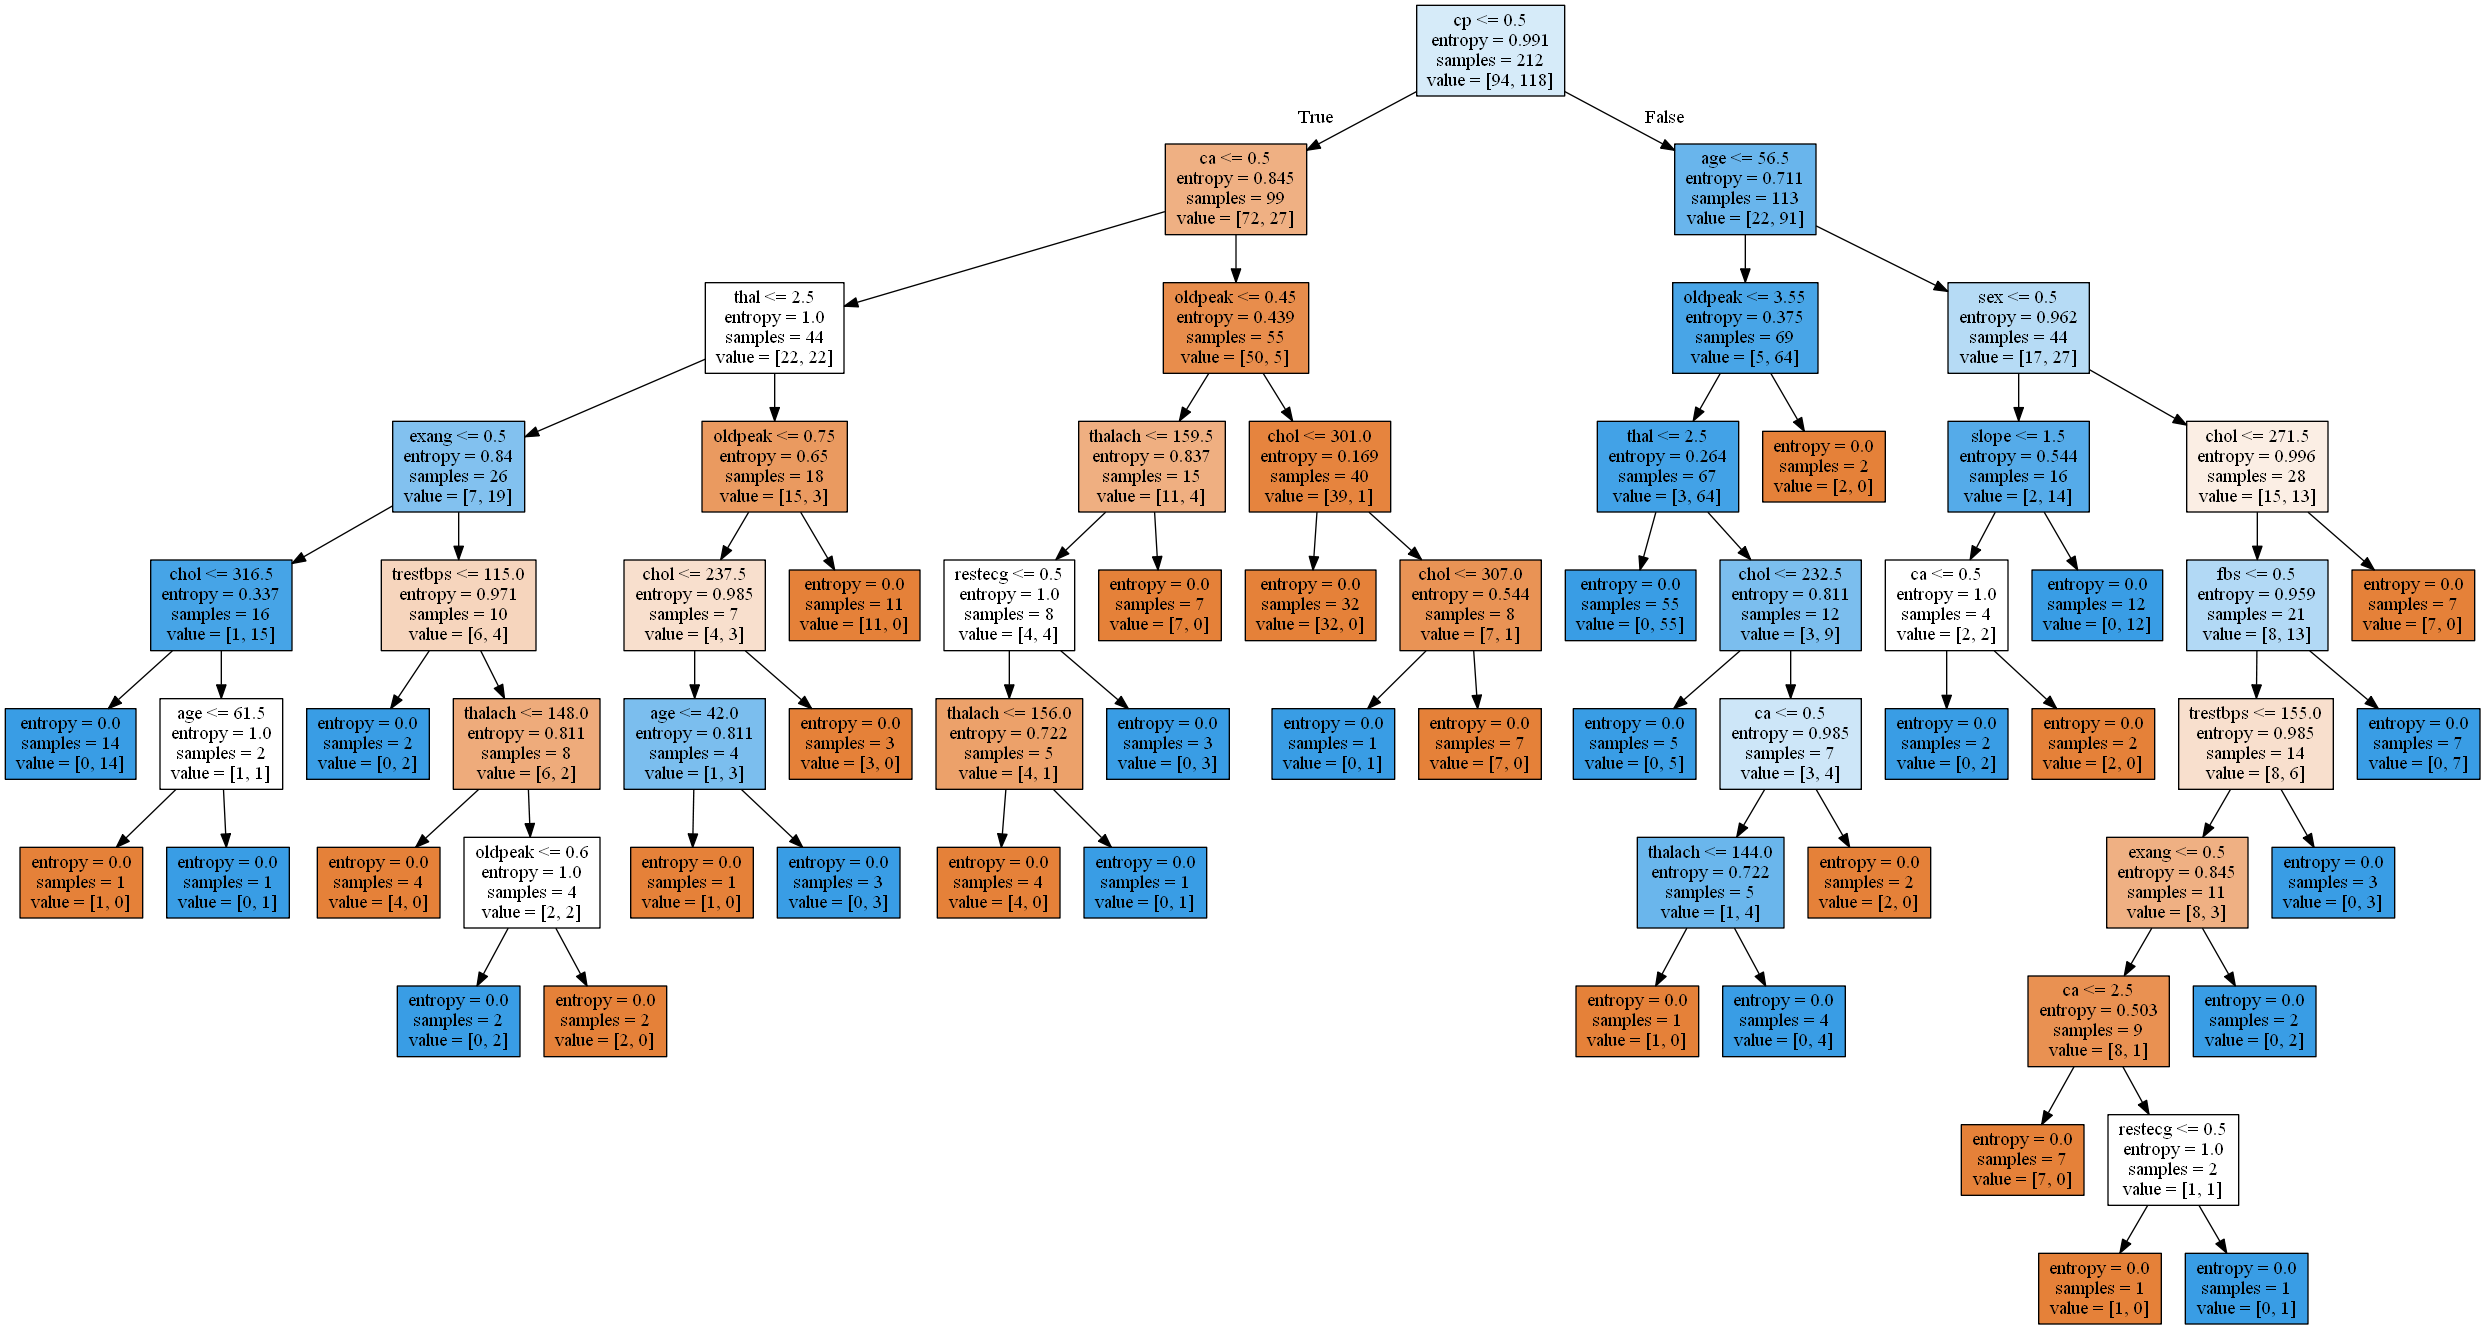 cp <= 0.5
entropy = 0.991
samples = 212
value = [94, 118]
True
False
ca <= 0.5
entropy = 0.845
samples = 99
value = [72, 27]
age <= 56.5
entropy = 0.711
samples = 113
value = [22, 91]
thal <= 2.5
entropy = 1.0
samples = 44
value = [22, 22]
oldpeak <= 0.45
entropy = 0.439
samples = 55
value = [50, 5]
oldpeak <= 3.55
entropy = 0.375
samples = 69
value = [5, 64]
sex <= 0.5
entropy = 0.962
samples = 44
value = [17, 27]
exang <= 0.5
entropy = 0.84
samples = 26
value = [7, 19]
oldpeak <= 0.75
entropy = 0.65
samples = 18
value = [15, 3]
thalach <= 159.5
entropy = 0.837
samples = 15
value = [11, 4]
chol <= 301.0
entropy = 0.169
samples = 40
value = [39, 1]
thal <= 2.5
entropy = 0.264
samples = 67
value = [3, 64]
entropy = 0.0
samples = 2
value = [2, 0]
slope <= 1.5
entropy = 0.544
samples = 16
value = [2, 14]
chol <= 271.5
entropy = 0.996
samples = 28
value = [15, 13]
chol <= 316.5
entropy = 0.337
samples = 16
value = [1, 15]
trestbps <= 115.0
entropy = 0.971
samples = 10
value = [6, 4]
chol <= 237.5
entropy = 0.985
samples = 7
value = [4, 3]
entropy = 0.0
samples = 11
value = [11, 0]
restecg <= 0.5
entropy = 1.0
samples = 8
value = [4, 4]
entropy = 0.0
samples = 7
value = [7, 0]
entropy = 0.0
samples = 32
value = [32, 0]
chol <= 307.0
entropy = 0.544
samples = 8
value = [7, 1]
entropy = 0.0
samples = 55
value = [0, 55]
chol <= 232.5
entropy = 0.811
samples = 12
value = [3, 9]
ca <= 0.5
entropy = 1.0
samples = 4
value = [2, 2]
entropy = 0.0
samples = 12
value = [0, 12]
fbs <= 0.5
entropy = 0.959
samples = 21
value = [8, 13]
entropy = 0.0
samples = 7
value = [7, 0]
entropy = 0.0
samples = 14
value = [0, 14]
age <= 61.5
entropy = 1.0
samples = 2
value = [1, 1]
entropy = 0.0
samples = 2
value = [0, 2]
thalach <= 148.0
entropy = 0.811
samples = 8
value = [6, 2]
age <= 42.0
entropy = 0.811
samples = 4
value = [1, 3]
entropy = 0.0
samples = 3
value = [3, 0]
thalach <= 156.0
entropy = 0.722
samples = 5
value = [4, 1]
entropy = 0.0
samples = 3
value = [0, 3]
entropy = 0.0
samples = 1
value = [0, 1]
entropy = 0.0
samples = 7
value = [7, 0]
entropy = 0.0
samples = 5
value = [0, 5]
ca <= 0.5
entropy = 0.985
samples = 7
value = [3, 4]
entropy = 0.0
samples = 2
value = [0, 2]
entropy = 0.0
samples = 2
value = [2, 0]
trestbps <= 155.0
entropy = 0.985
samples = 14
value = [8, 6]
entropy = 0.0
samples = 7
value = [0, 7]
entropy = 0.0
samples = 1
value = [1, 0]
entropy = 0.0
samples = 1
value = [0, 1]
entropy = 0.0
samples = 4
value = [4, 0]
oldpeak <= 0.6
entropy = 1.0
samples = 4
value = [2, 2]
entropy = 0.0
samples = 1
value = [1, 0]
entropy = 0.0
samples = 3
value = [0, 3]
entropy = 0.0
samples = 4
value = [4, 0]
entropy = 0.0
samples = 1
value = [0, 1]
thalach <= 144.0
entropy = 0.722
samples = 5
value = [1, 4]
entropy = 0.0
samples = 2
value = [2, 0]
exang <= 0.5
entropy = 0.845
samples = 11
value = [8, 3]
entropy = 0.0
samples = 3
value = [0, 3]
entropy = 0.0
samples = 2
value = [0, 2]
entropy = 0.0
samples = 2
value = [2, 0]
entropy = 0.0
samples = 1
value = [1, 0]
entropy = 0.0
samples = 4
value = [0, 4]
ca <= 2.5
entropy = 0.503
samples = 9
value = [8, 1]
entropy = 0.0
samples = 2
value = [0, 2]
entropy = 0.0
samples = 7
value = [7, 0]
restecg <= 0.5
entropy = 1.0
samples = 2
value = [1, 1]
entropy = 0.0
samples = 1
value = [1, 0]
entropy = 0.0
samples = 1
value = [0, 1]